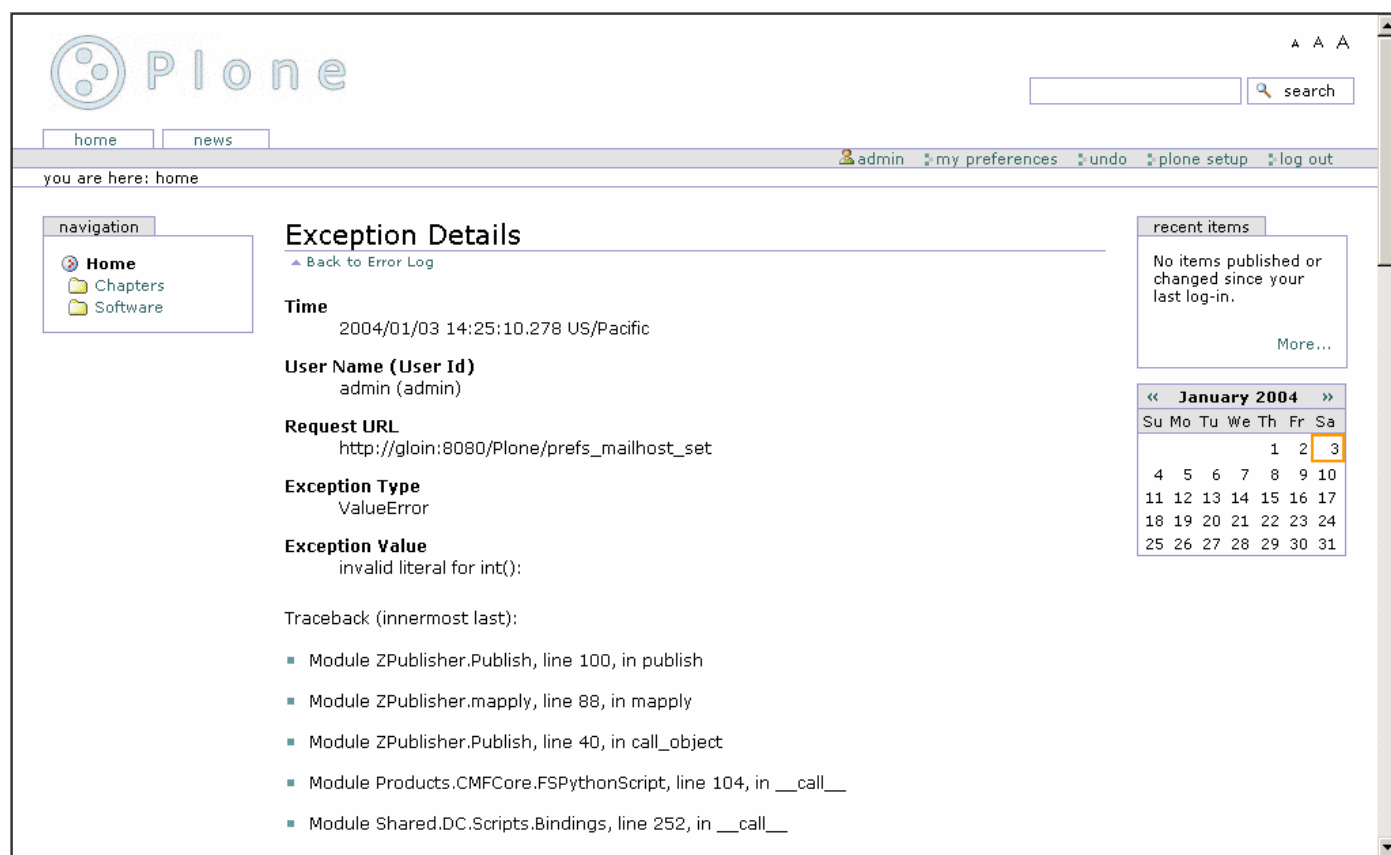 Plone
A A A
search
home news
admin my preferences undo plone setup log out
you are here: home
navigation
Home
Chapters
Software
Exception Details
Back to Error Log
Time
2004/01/03 14:25:10.278 US/Pacific
User Name (User Id)
admin (admin)
Request URL
http://gloin:8080/Plone/prefs_mailhost_set
Exception Type
ValueError
Exception Value
invalid literal for int():
Traceback (innermost last):
Module ZPublisher.Publish, line 100, in publish
Module ZPublisher.mapply, line 88, in mapply
Module ZPublisher.Publish, line 40, in call_object
Module Products.CMFCore.FSPythonScript, line 104, in __call__
Module Shared.DC.Scripts.Bindings, line 252, in __call__
recent items
No items published or
changed since your
last log-in.
More...
« January 2004 »
Su Mo Tu We Th Fr Sa
1 2 3
4 5 6 7 8 9 10
11 12 13 14 15 16 17
18 19 20 21 22 23 24
25 26 27 28 29 30 31